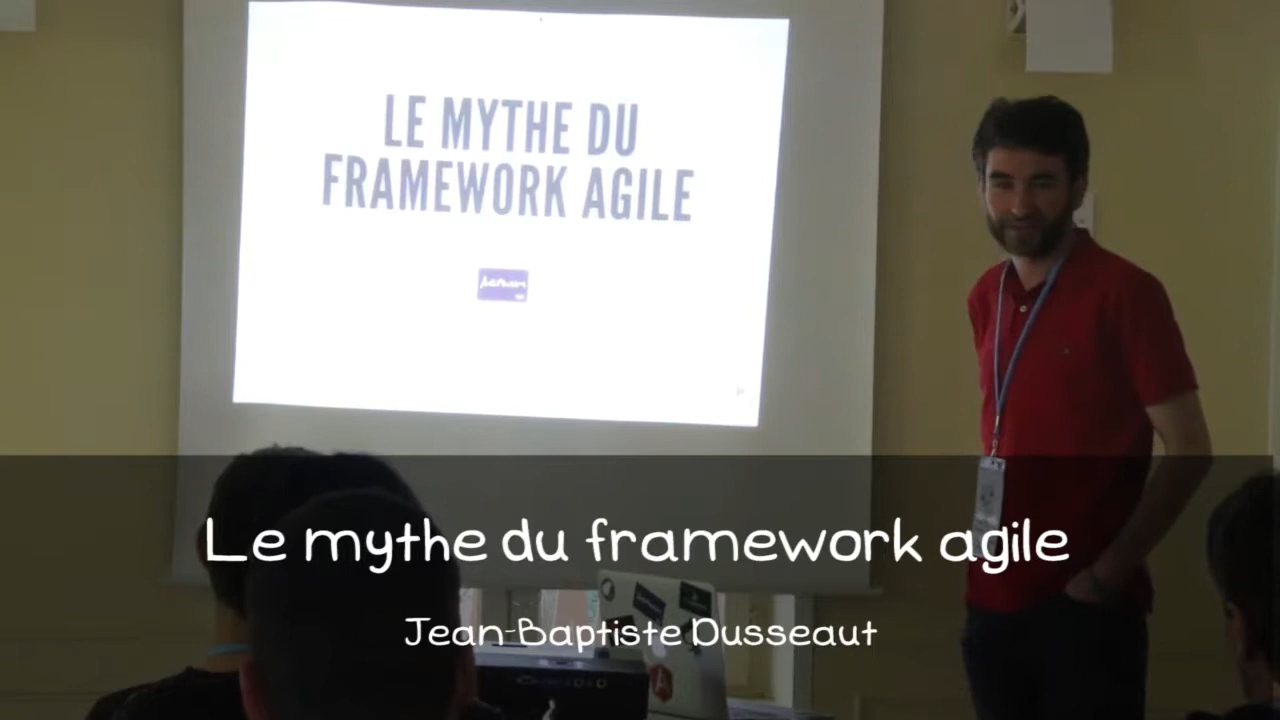 LE MYTHE DU
FRAMEWORK AGILE
Le mythe du framework agile
Jean-Baptiste Dusseaut